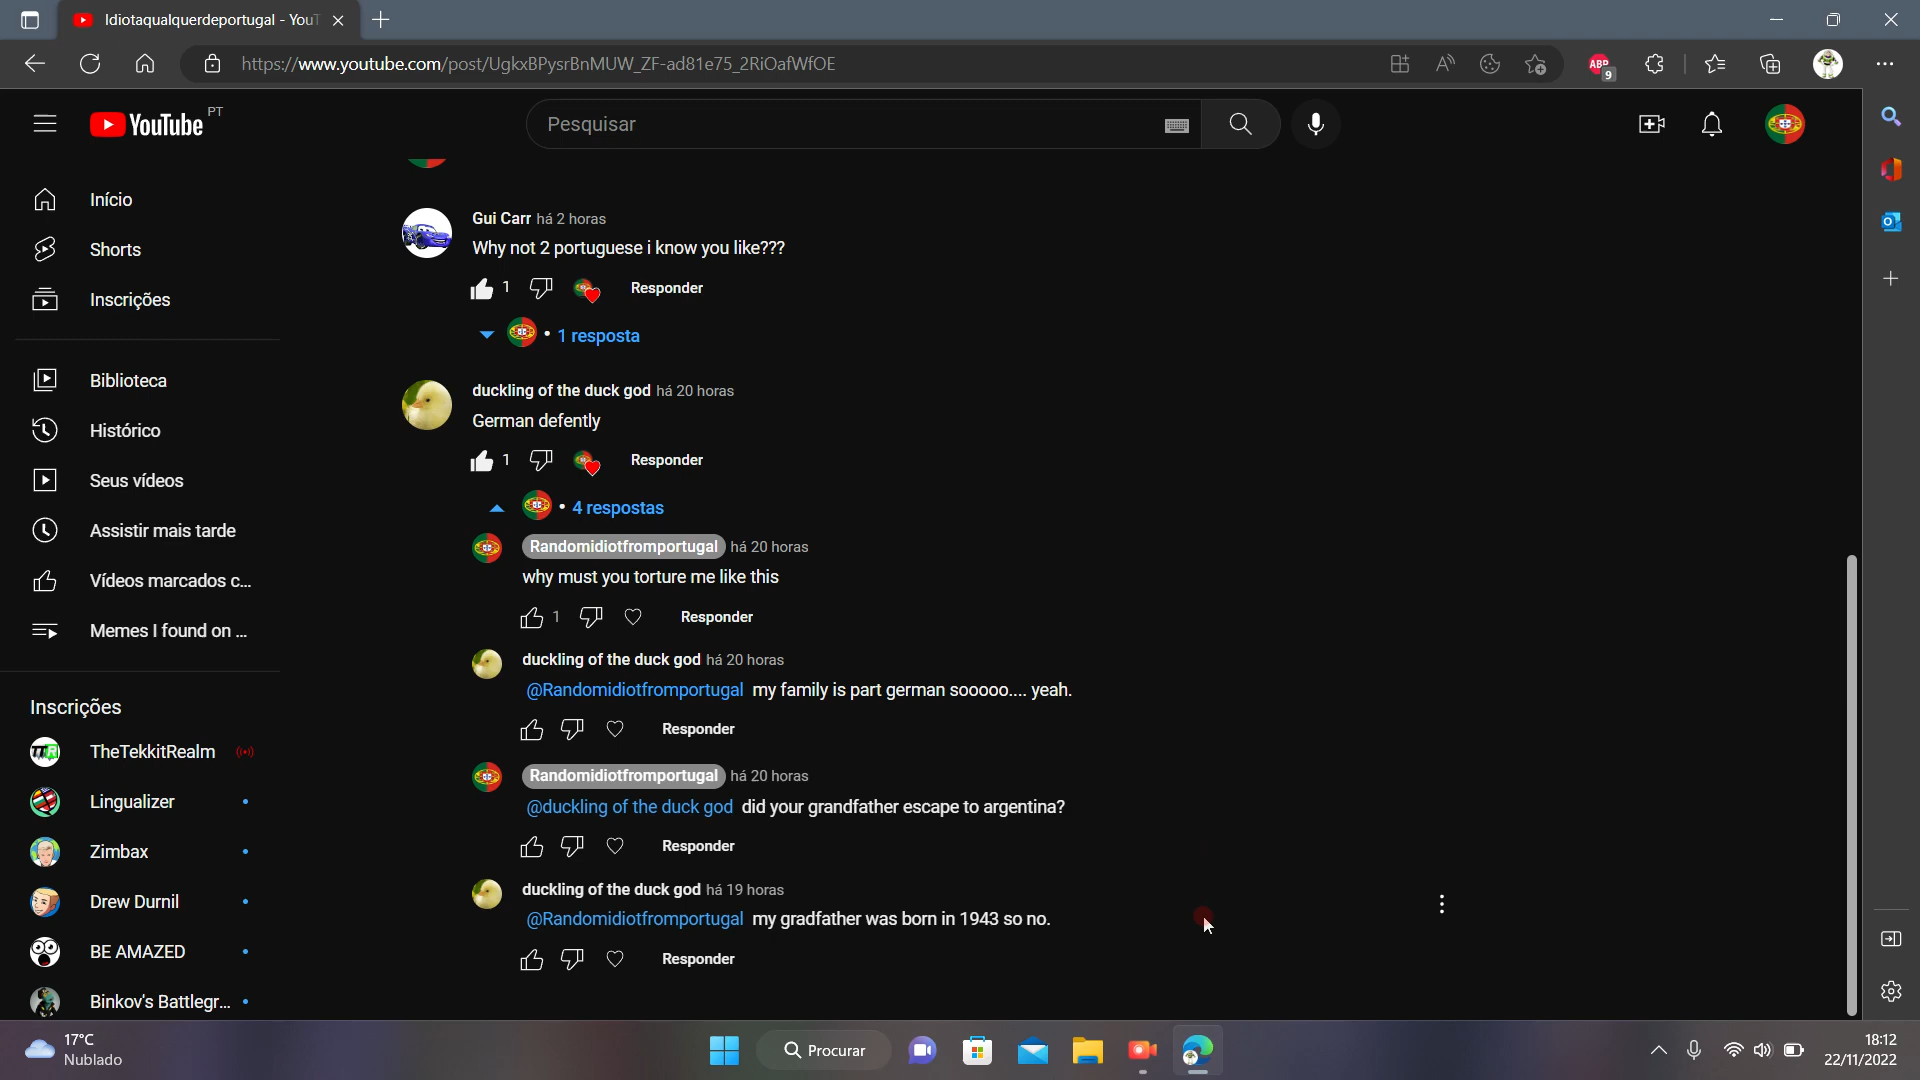 Idiotaqualquerdeportugal - YouT
https://www.youtube.com/post/UgkxBPysrBnMUW_ZF-ad81e75_2RiOafWfOE
ABP
9
YouTube PT
Pesquisar
Início
Shorts
Inscrições
Biblioteca
Histórico
Seus vídeos
Assistir mais tarde
Vídeos marcados c...
Memes I found on ...
Inscrições
TheTekkitRealm
Lingualizer
Zimbax
Drew Durnil
BE AMAZED
Binkov's Battlegr...
Gui Carr há 2 horas
Why not 2 portuguese i know you like???
1 Responder
1 resposta
duckling of the duck god há 20 horas
German defently
1 Responder
4 respostas
Randomidiotfromportugal há 20 horas
why must you torture me like this
1 Responder
duckling of the duck god há 20 horas
@Randomidiotfromportugal my family is part german sooooo.... yeah.
Responder
Randomidiotfromportugal há 20 horas
@duckling of the duck god did your grandfather escape to argentina?
Responder
duckling of the duck god há 19 horas
@Randomidiotfromportugal my gradfather was born in 1943 so no.
Responder
17°C
Nublado
Procurar
18:12
22/11/2022